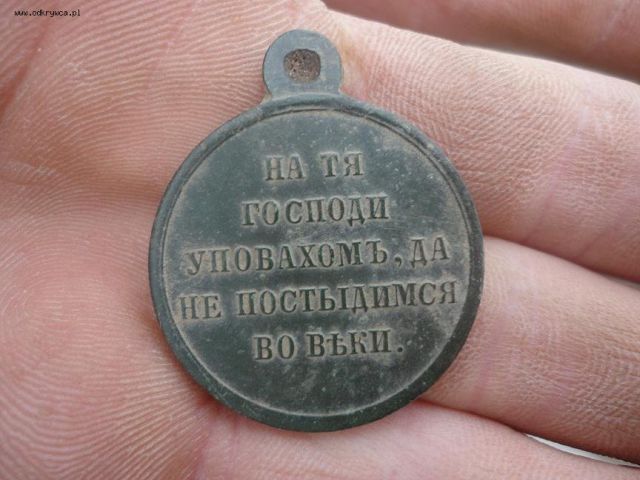 www.odkrywca.pl
НА ТЯ
ГОСПОДИ
УПОВАХОМЪ, ДА
НЕ ПОСТЫДИМСЯ
ВО ВѢКИ.